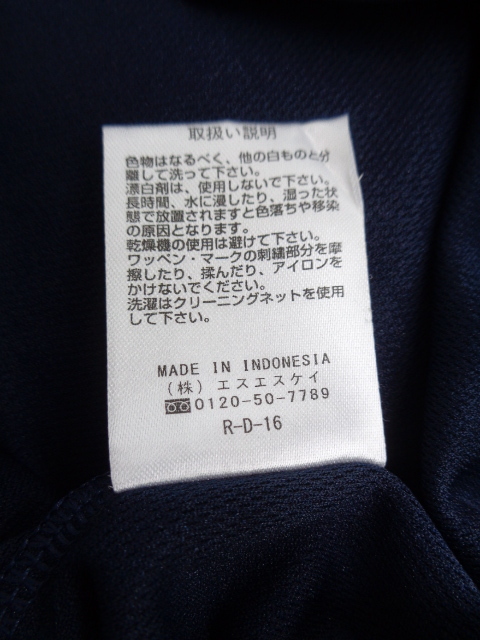 取扱い説明
色物はなるべく、他の白ものと分
離して洗って下さい。
漂白剤は、使用しないで下さい。
長時間、水に浸したり、湿った状
態で放置されますと色落ちや移染
の原因となります。
乾燥機の使用は避けて下さい。
ワッペン・マークの刺繍部分を摩
擦したり、揉んだり、アイロンを
かけないでください。
洗濯はクリーニングネットを使用
して下さい。
MADE IN INDONESIA
(株) エスエスケイ
0120-50-7789
R-D-16